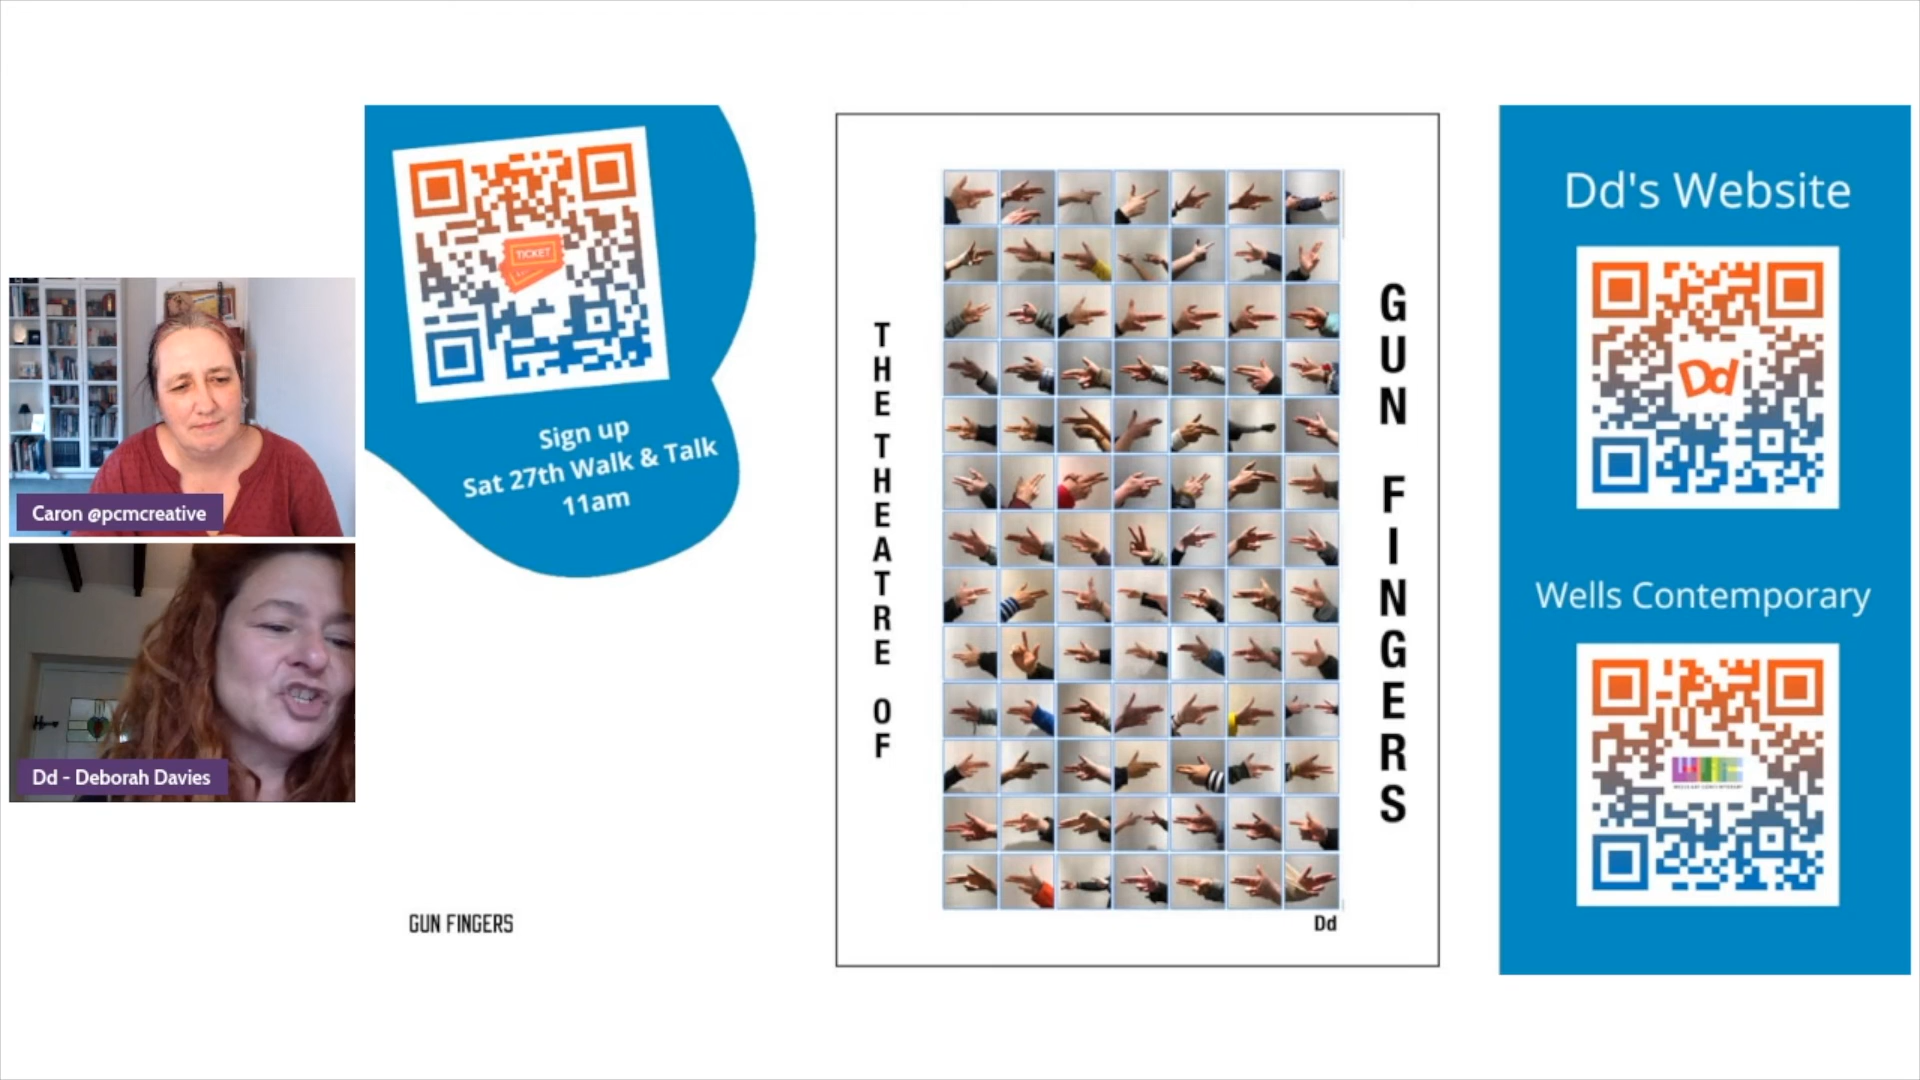 Caron @pcmcreative
Dd - Deborah Davies
TICKET
Sign up
Sat 27th Walk & Talk
11am
GUN FINGERS
THE THEATRE OF
GUN FINGERS
Dd
Dd's Website
Dd
Wells Contemporary